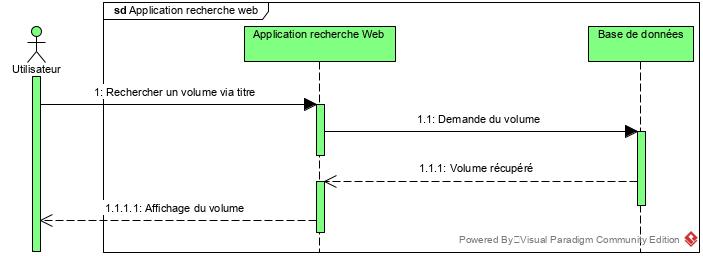 sd Application recherche web
Application recherche Web
Base de données
Utilisateur
1: Rechercher un volume via titre
1.1: Demande du volume
1.1.1: Volume récupéré
1.1.1.1: Affichage du volume
Powered By Visual Paradigm Community Edition